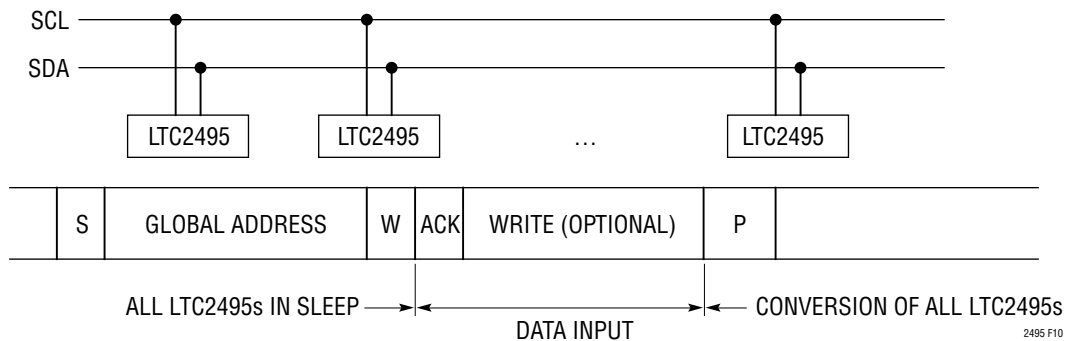 SCL
SDA
LTC2495 LTC2495 … LTC2495
S GLOBAL ADDRESS W ACK WRITE (OPTIONAL) P
ALL LTC2495s IN SLEEP CONVERSION OF ALL LTC2495s
DATA INPUT
2495 F10